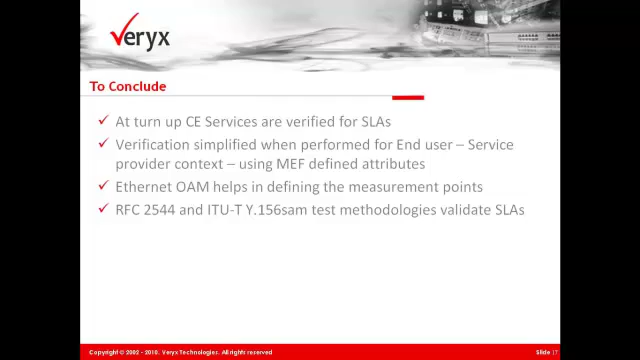 Veryx
To Conclude
At turn up CE Services are verified for SLAs
Verification simplified when performed for End user – Service
provider context – using MEF defined attributes
Ethernet OAM helps in defining the measurement points
RFC 2544 and ITU-T Y.156sam test methodologies validate SLAs
Copyright © 2002 - 2010. Veryx Technologies. All rights reserved
Slide 17